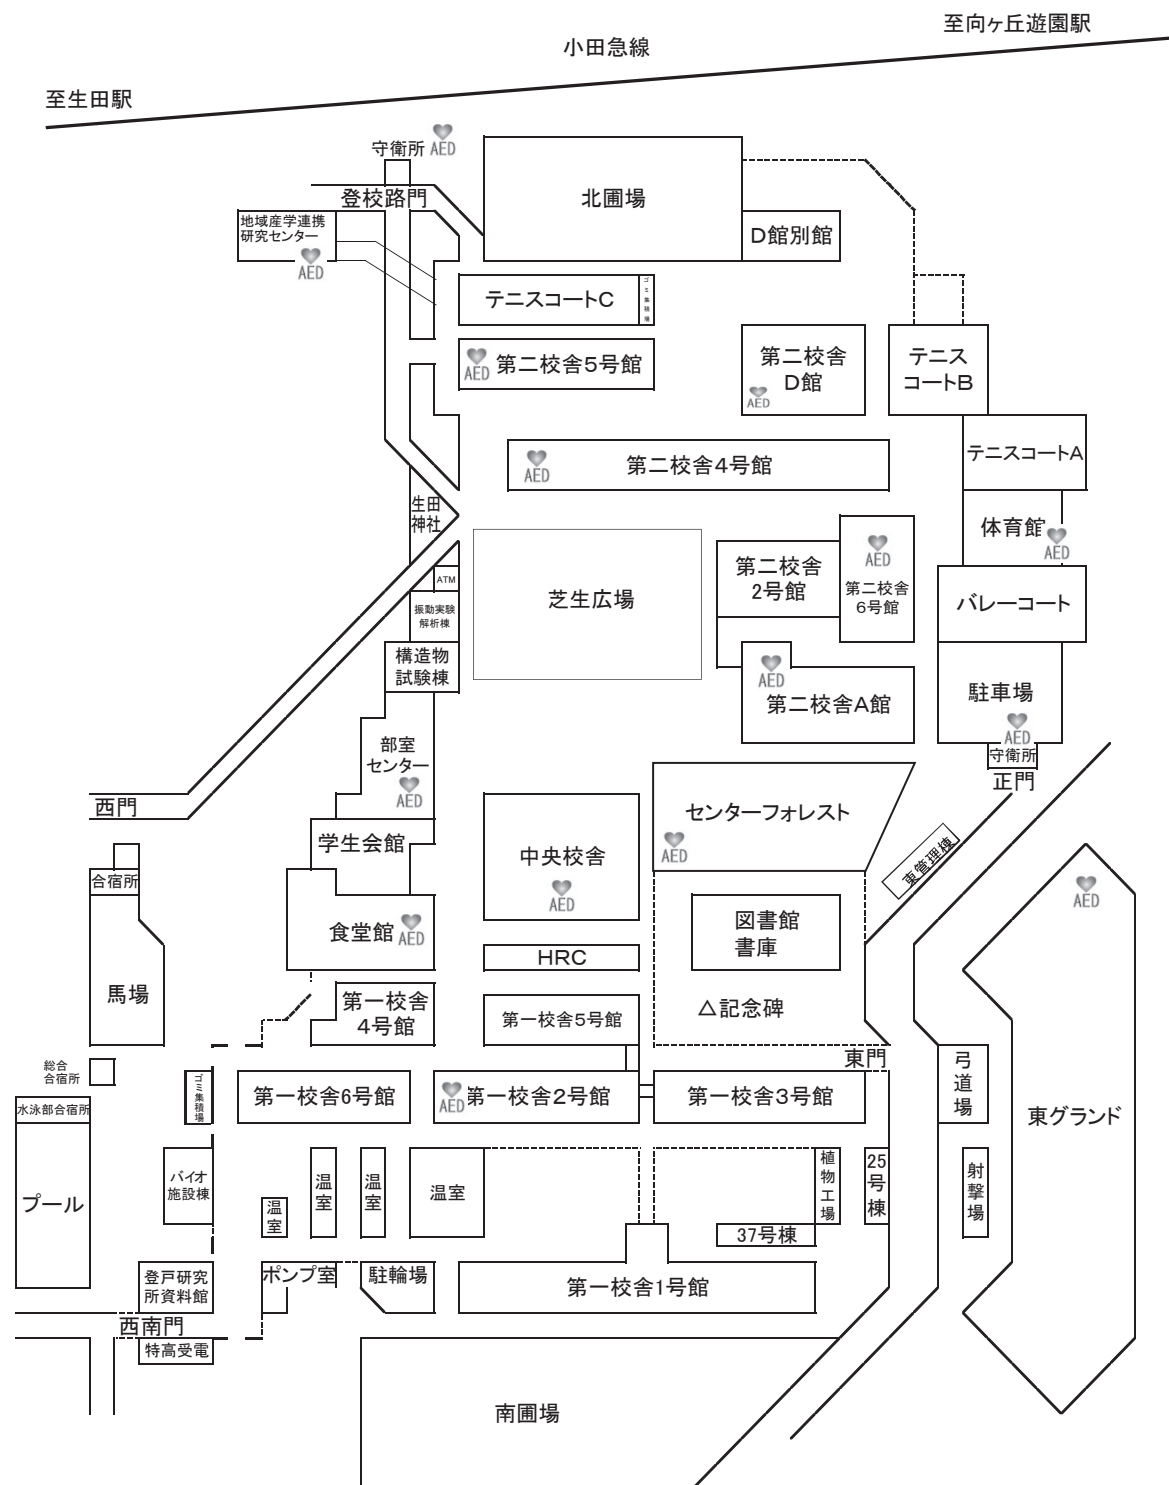 至向ヶ丘遊園駅
小田急線
至生田駅
守衛所
AED
登校路門
北圃場
地域産学連携
研究センター
AED
D館別館
テニスコートC
ゴミ集積場
AED
第二校舎5号館
第二校舎
D館
AED
テニス
コートB
テニスコートA
AED
第二校舎4号館
生田
神社
体育館
AED
ATM
振動実験
解析棟
構造物
試験棟
芝生広場
第二校舎
2号館
AED
第二校舎
6号館
バレーコート
AED
第二校舎A館
駐車場
AED
守衛所
正門
部室
センター
AED
西門
学生会館
中央校舎
AED
センターフォレスト
AED
東管理棟
AED
合宿所
食堂館
AED
図書館
書庫
HRC
馬場
第一校舎
4号館
第一校舎5号館
△記念碑
総合
合宿所
東門
弓道場
ゴミ集積場
第一校舎6号館
AED
第一校舎2号館
第一校舎3号館
東グランド
水泳部合宿所
プール
バイオ
施設棟
温室
温室
温室
温室
植物工場
25号棟
射撃場
37号棟
登戸研究
所資料館
ポンプ室
駐輪場
第一校舎1号館
西南門
特高受電
南圃場